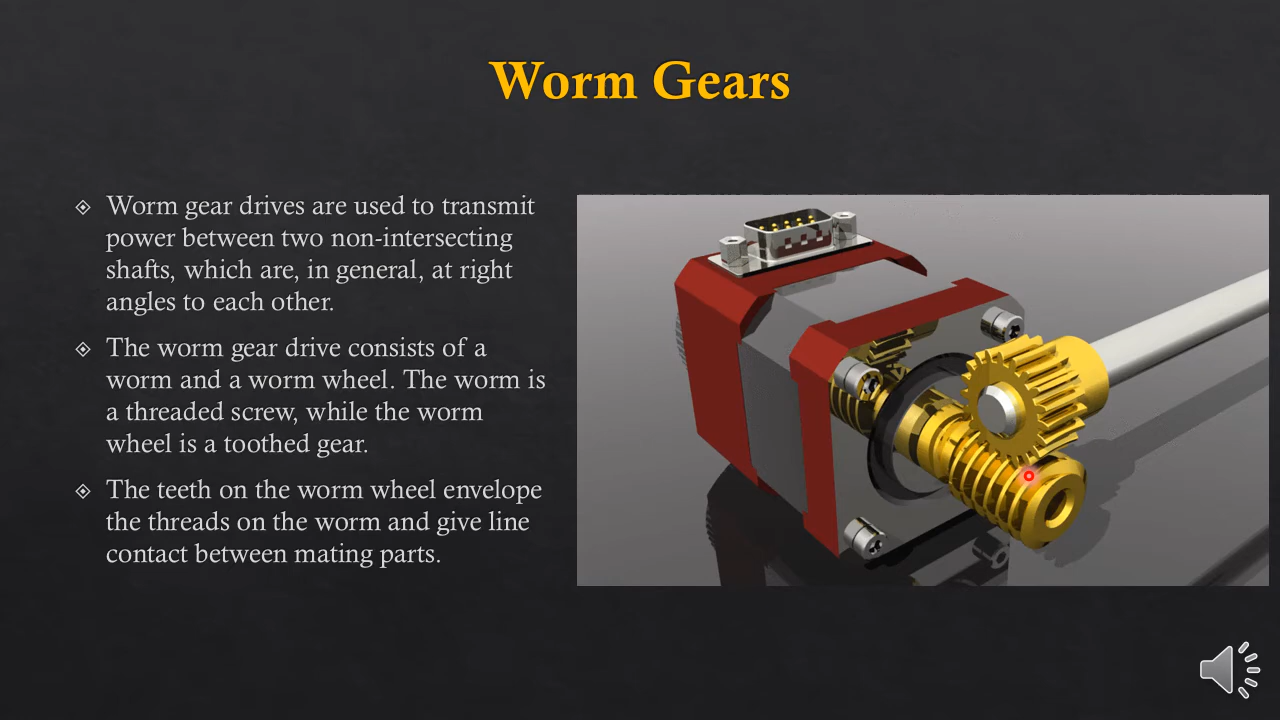 Worm Gears
Worm gear drives are used to transmit
power between two non-intersecting
shafts, which are, in general, at right
angles to each other.
The worm gear drive consists of a
worm and a worm wheel. The worm is
a threaded screw, while the worm
wheel is a toothed gear.
The teeth on the worm wheel envelope
the threads on the worm and give line
contact between mating parts.